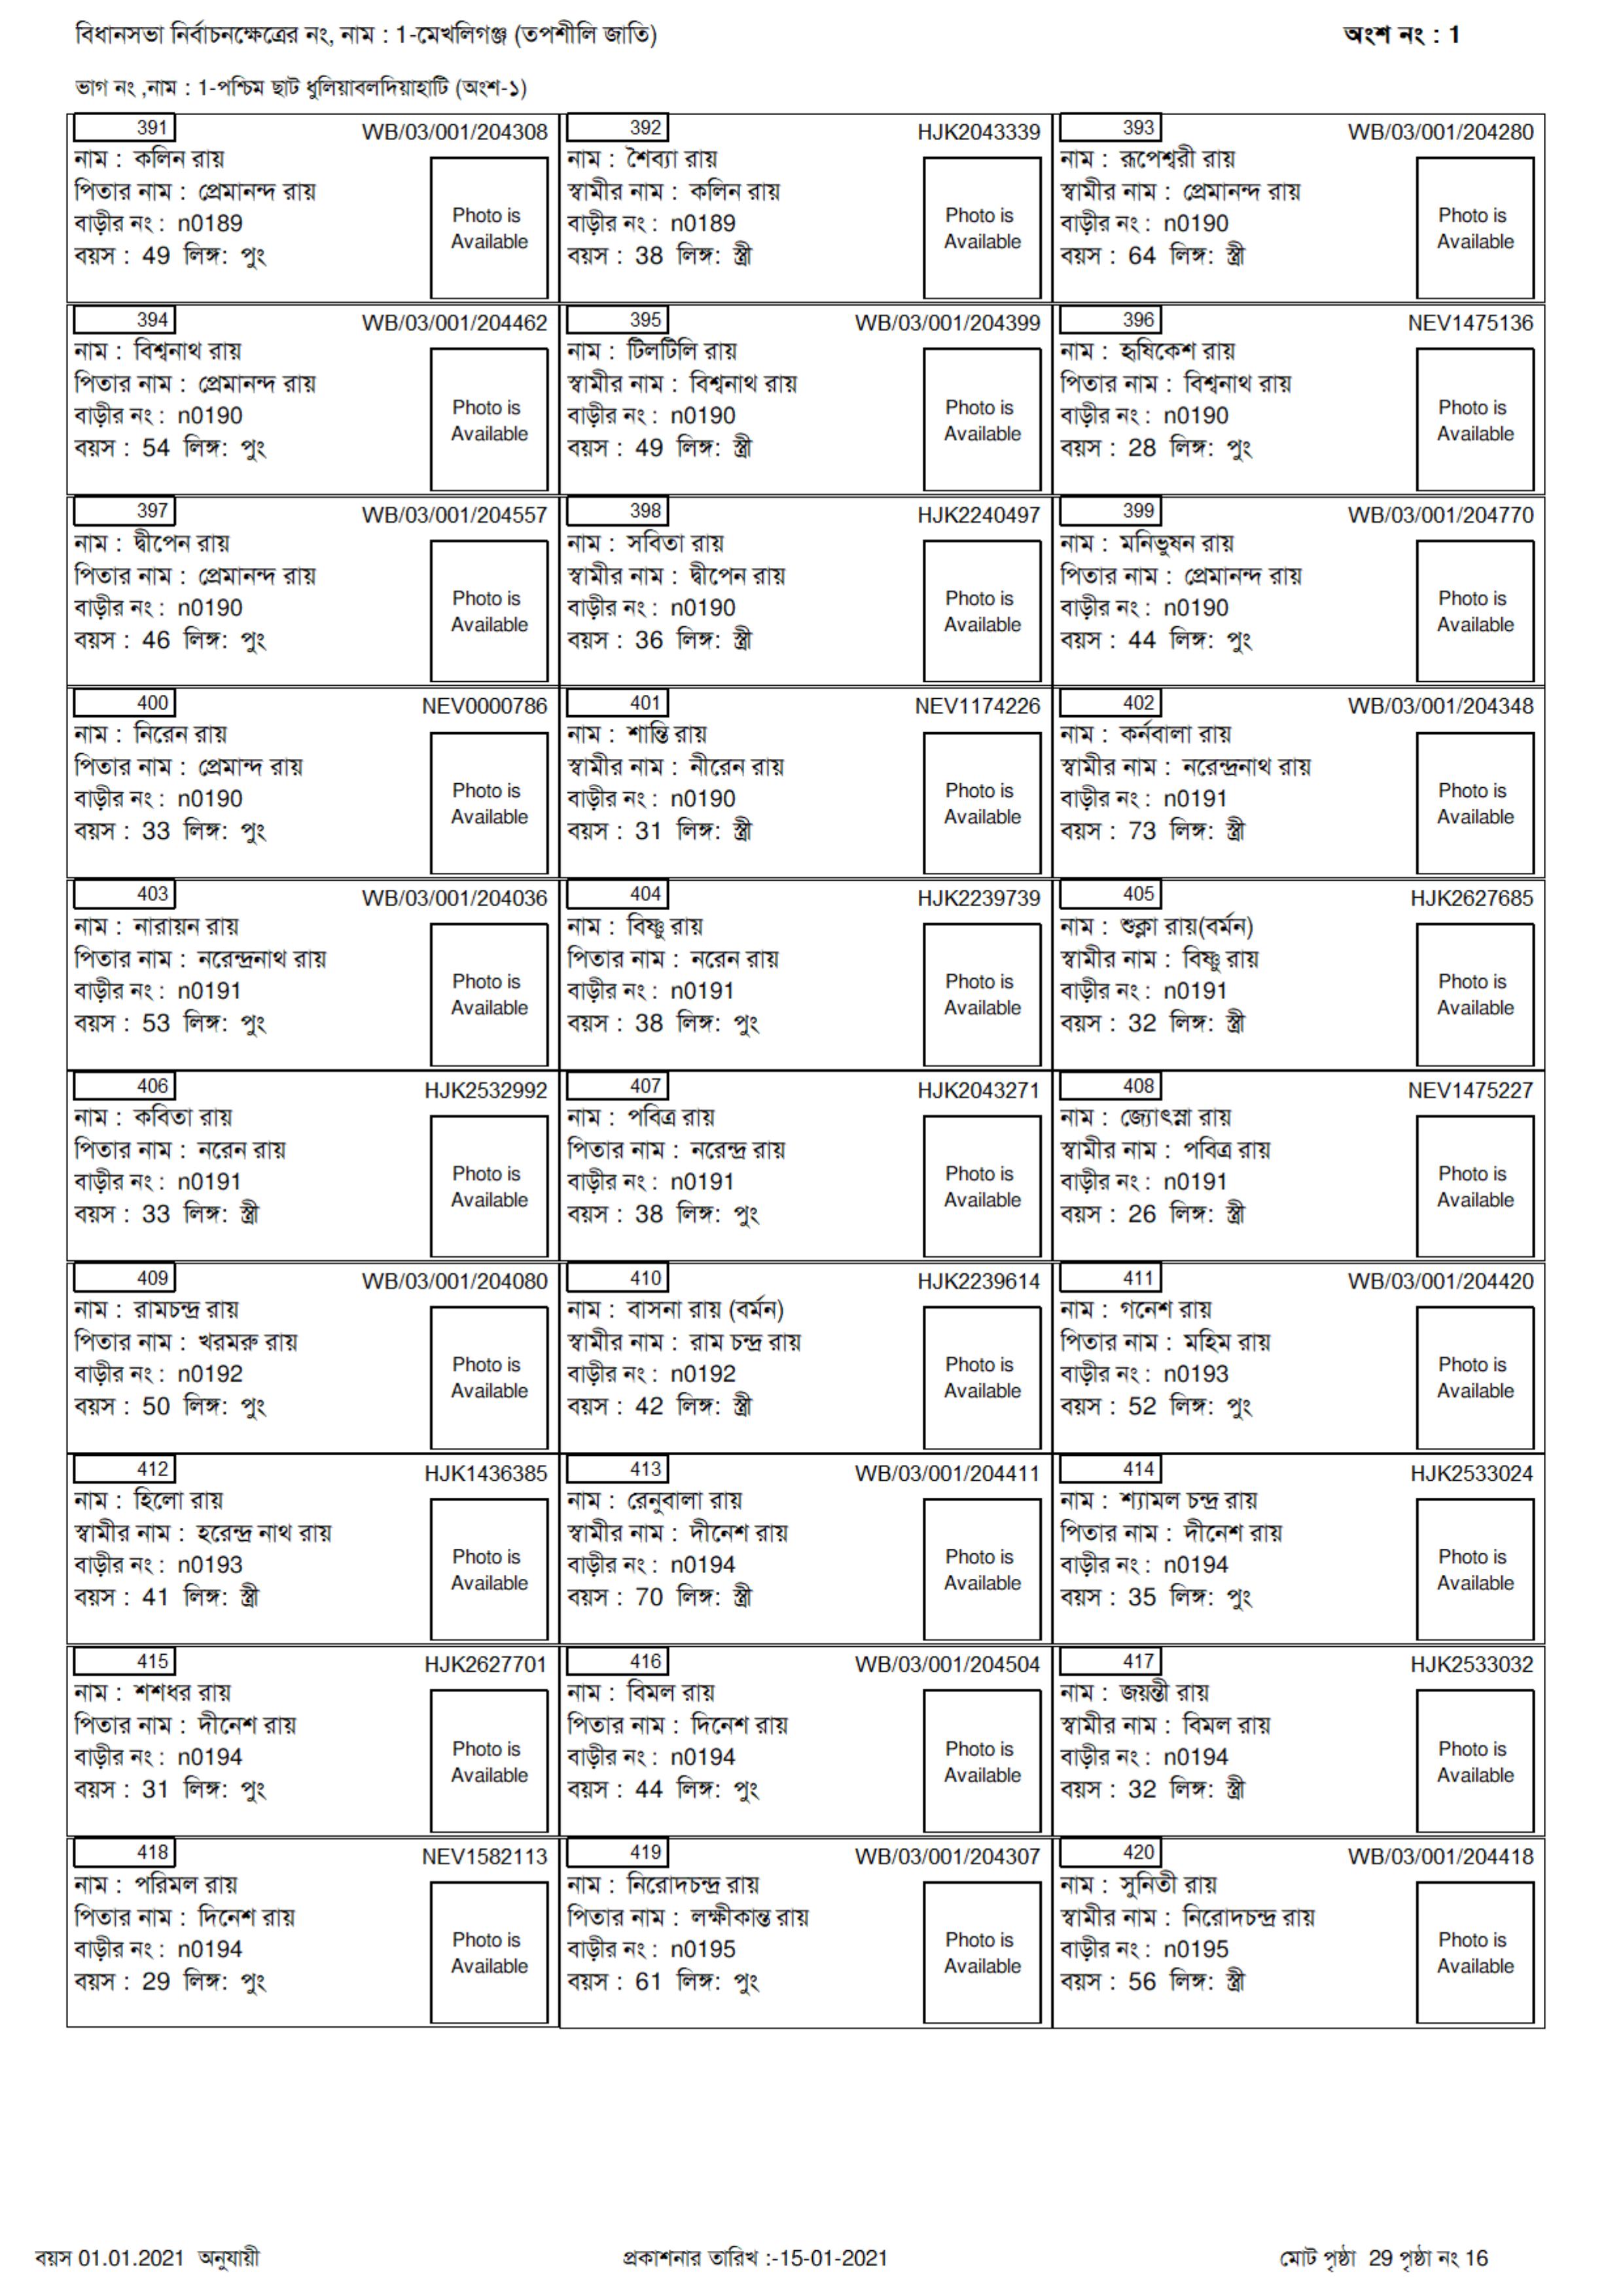 বিধানসভা নির্বাচনক্ষেত্রের নং, নাম : 1-মেখলিগঞ্জ (তপশীলি জাতি) অংশ নং : 1
ভাগ নং ,নাম : 1-পশ্চিম ছাট ধুলিয়াবলদিয়াহাটি (অংশ-১)
391 WB/03/001/204308
নাম : কলিন রায়
পিতার নাম : প্রেমানন্দ রায়
বাড়ীর নং : n0189
বয়স : 49 লিঙ্গ: পুং
Photo is
Available
392 HJK2043339
নাম : শৈব্যা রায়
স্বামীর নাম : কলিন রায়
বাড়ীর নং : n0189
বয়স : 38 লিঙ্গ: স্ত্রী
Photo is
Available
393 WB/03/001/204280
নাম : রূপেশ্বরী রায়
স্বামীর নাম : প্রেমানন্দ রায়
বাড়ীর নং : n0190
বয়স : 64 লিঙ্গ: স্ত্রী
Photo is
Available
394 WB/03/001/204462
নাম : বিশ্বনাথ রায়
পিতার নাম : প্রেমানন্দ রায়
বাড়ীর নং : n0190
বয়স : 54 লিঙ্গ: পুং
Photo is
Available
395 WB/03/001/204399
নাম : টিলটিলি রায়
স্বামীর নাম : বিশ্বনাথ রায়
বাড়ীর নং : n0190
বয়স : 49 লিঙ্গ: স্ত্রী
Photo is
Available
396 NEV1475136
নাম : হৃষিকেশ রায়
পিতার নাম : বিশ্বনাথ রায়
বাড়ীর নং : n0190
বয়স : 28 লিঙ্গ: পুং
Photo is
Available
397 WB/03/001/204557
নাম : দ্বীপেন রায়
পিতার নাম : প্রেমানন্দ রায়
বাড়ীর নং : n0190
বয়স : 46 লিঙ্গ: পুং
Photo is
Available
398 HJK2240497
নাম : সবিতা রায়
স্বামীর নাম : দ্বীপেন রায়
বাড়ীর নং : n0190
বয়স : 36 লিঙ্গ: স্ত্রী
Photo is
Available
399 WB/03/001/204770
নাম : মনিভুষন রায়
পিতার নাম : প্রেমানন্দ রায়
বাড়ীর নং : n0190
বয়স : 44 লিঙ্গ: পুং
Photo is
Available
400 NEV0000786
নাম : নিরেন রায়
পিতার নাম : প্রেমান্দ রায়
বাড়ীর নং : n0190
বয়স : 33 লিঙ্গ: পুং
Photo is
Available
401 NEV1174226
নাম : শান্তি রায়
স্বামীর নাম : নীরেন রায়
বাড়ীর নং : n0190
বয়স : 31 লিঙ্গ: স্ত্রী
Photo is
Available
402 WB/03/001/204348
নাম : কর্নবালা রায়
স্বামীর নাম : নরেন্দ্রনাথ রায়
বাড়ীর নং : n0191
বয়স : 73 লিঙ্গ: স্ত্রী
Photo is
Available
403 WB/03/001/204036
নাম : নারায়ন রায়
পিতার নাম : নরেন্দ্রনাথ রায়
বাড়ীর নং : n0191
বয়স : 53 লিঙ্গ: পুং
Photo is
Available
404 HJK2239739
নাম : বিষ্ণু রায়
পিতার নাম : নরেন রায়
বাড়ীর নং : n0191
বয়স : 38 লিঙ্গ: পুং
Photo is
Available
405 HJK2627685
নাম : শুক্লা রায়(বর্মন)
স্বামীর নাম : বিষ্ণু রায়
বাড়ীর নং : n0191
বয়স : 32 লিঙ্গ: স্ত্রী
Photo is
Available
406 HJK2532992
নাম : কবিতা রায়
পিতার নাম : নরেন রায়
বাড়ীর নং : n0191
বয়স : 33 লিঙ্গ: স্ত্রী
Photo is
Available
407 HJK2043271
নাম : পবিত্র রায়
পিতার নাম : নরেন্দ্র রায়
বাড়ীর নং : n0191
বয়স : 38 লিঙ্গ: পুং
Photo is
Available
408 NEV1475227
নাম : জ্যোৎস্না রায়
স্বামীর নাম : পবিত্র রায়
বাড়ীর নং : n0191
বয়স : 26 লিঙ্গ: স্ত্রী
Photo is
Available
409 WB/03/001/204080
নাম : রামচন্দ্র রায়
পিতার নাম : খরমরু রায়
বাড়ীর নং : n0192
বয়স : 50 লিঙ্গ: পুং
Photo is
Available
410 HJK2239614
নাম : বাসনা রায় (বর্মন)
স্বামীর নাম : রাম চন্দ্র রায়
বাড়ীর নং : n0192
বয়স : 42 লিঙ্গ: স্ত্রী
Photo is
Available
411 WB/03/001/204420
নাম : গনেশ রায়
পিতার নাম : মহিম রায়
বাড়ীর নং : n0193
বয়স : 52 লিঙ্গ: পুং
Photo is
Available
412 HJK1436385
নাম : হিলো রায়
স্বামীর নাম : হরেন্দ্র নাথ রায়
বাড়ীর নং : n0193
বয়স : 41 লিঙ্গ: স্ত্রী
Photo is
Available
413 WB/03/001/204411
নাম : রেনুবালা রায়
স্বামীর নাম : দীনেশ রায়
বাড়ীর নং : n0194
বয়স : 70 লিঙ্গ: স্ত্রী
Photo is
Available
414 HJK2533024
নাম : শ্যামল চন্দ্র রায়
পিতার নাম : দীনেশ রায়
বাড়ীর নং : n0194
বয়স : 35 লিঙ্গ: পুং
Photo is
Available
415 HJK2627701
নাম : শশধর রায়
পিতার নাম : দীনেশ রায়
বাড়ীর নং : n0194
বয়স : 31 লিঙ্গ: পুং
Photo is
Available
416 WB/03/001/204504
নাম : বিমল রায়
পিতার নাম : দিনেশ রায়
বাড়ীর নং : n0194
বয়স : 44 লিঙ্গ: পুং
Photo is
Available
417 HJK2533032
নাম : জয়ন্তী রায়
স্বামীর নাম : বিমল রায়
বাড়ীর নং : n0194
বয়স : 32 লিঙ্গ: স্ত্রী
Photo is
Available
418 NEV1582113
নাম : পরিমল রায়
পিতার নাম : দিনেশ রায়
বাড়ীর নং : n0194
বয়স : 29 লিঙ্গ: পুং
Photo is
Available
419 WB/03/001/204307
নাম : নিরোদচন্দ্র রায়
পিতার নাম : লক্ষীকান্ত রায়
বাড়ীর নং : n0195
বয়স : 61 লিঙ্গ: পুং
Photo is
Available
420 WB/03/001/204418
নাম : সুনিতী রায়
স্বামীর নাম : নিরোদচন্দ্র রায়
বাড়ীর নং : n0195
বয়স : 56 লিঙ্গ: স্ত্রী
Photo is
Available
বয়স 01.01.2021 অনুযায়ী প্রকাশনার তারিখ :-15-01-2021 মোট পৃষ্ঠা 29 পৃষ্ঠা নং 16